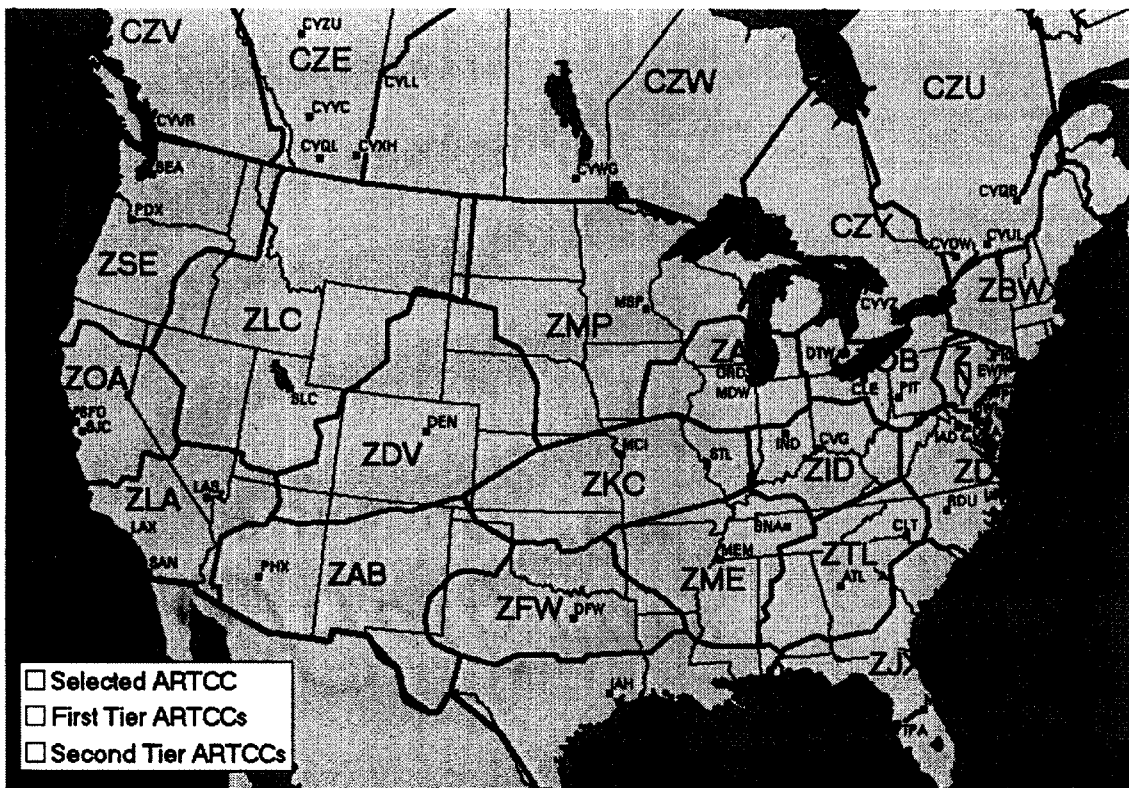 CZV
CYZU
CZE
CYLL
CZW
CZU
CYVR
CYYC
CYQL
CYXH
CYWG
SEA
CYQB
PDX
CZY
CYOW
CYUL
ZSE
ZBW
ZLC
ZMP
MSP
CYYZ
ZOA
DTW
ORD
MDW
CLE
PIT
SLC
SFO
SJC
DEN
ZDV
MCI
STL
IND
CVG
IAD
ZLA
LAS
ZKC
ZID
RDU
LAX
BNA
CLT
SAN
PHX
ZAB
MEM
ZME
ZTL
ATL
ZFW
DFW
ZJX
IAH
TPA
Selected ARTCC
First Tier ARTCCs
Second Tier ARTCCs